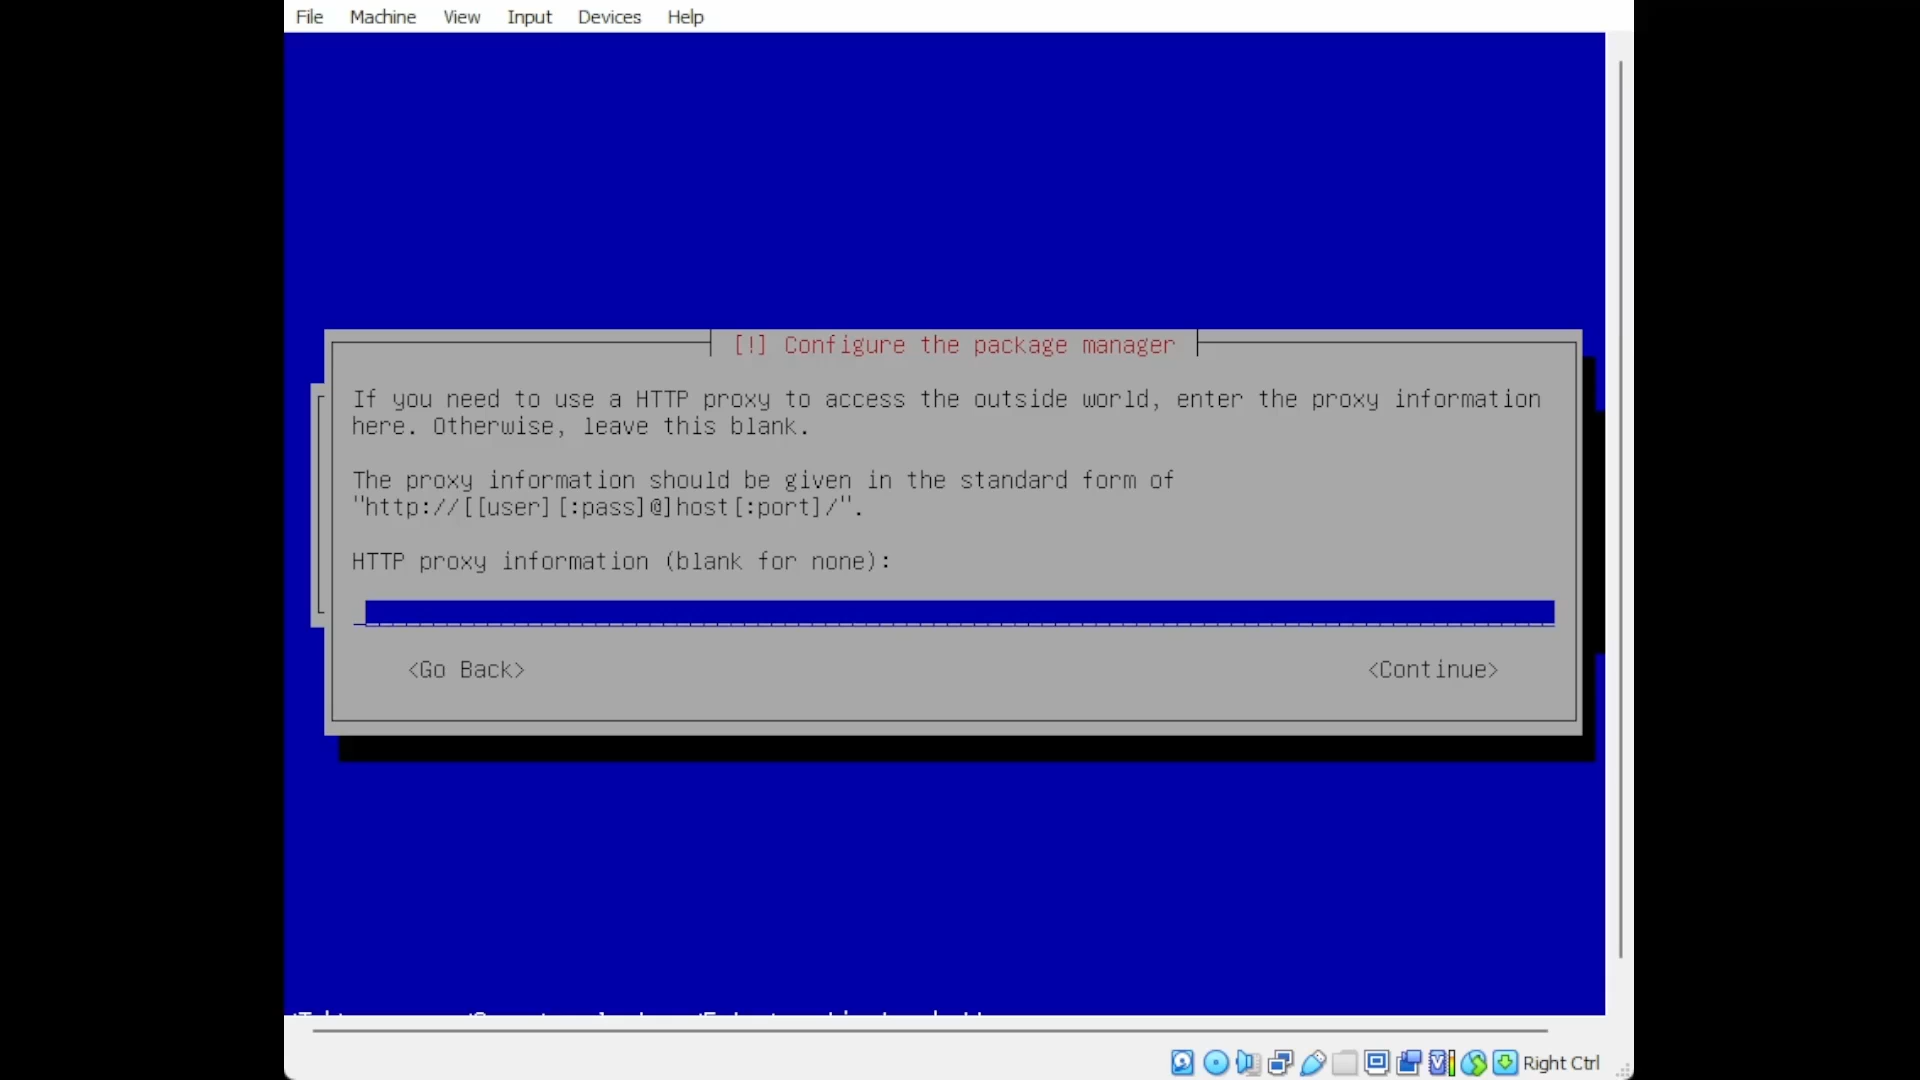 File Machine View Input Devices Help
[!] Configure the package manager
If you need to use a HTTP proxy to access the outside world, enter the proxy information
here. Otherwise, leave this blank.
The proxy information should be given in the standard form of
"http://[[user][:pass]@]host[:port]/".
HTTP proxy information (blank for none):
<Go Back> <Continue>
Right Ctrl